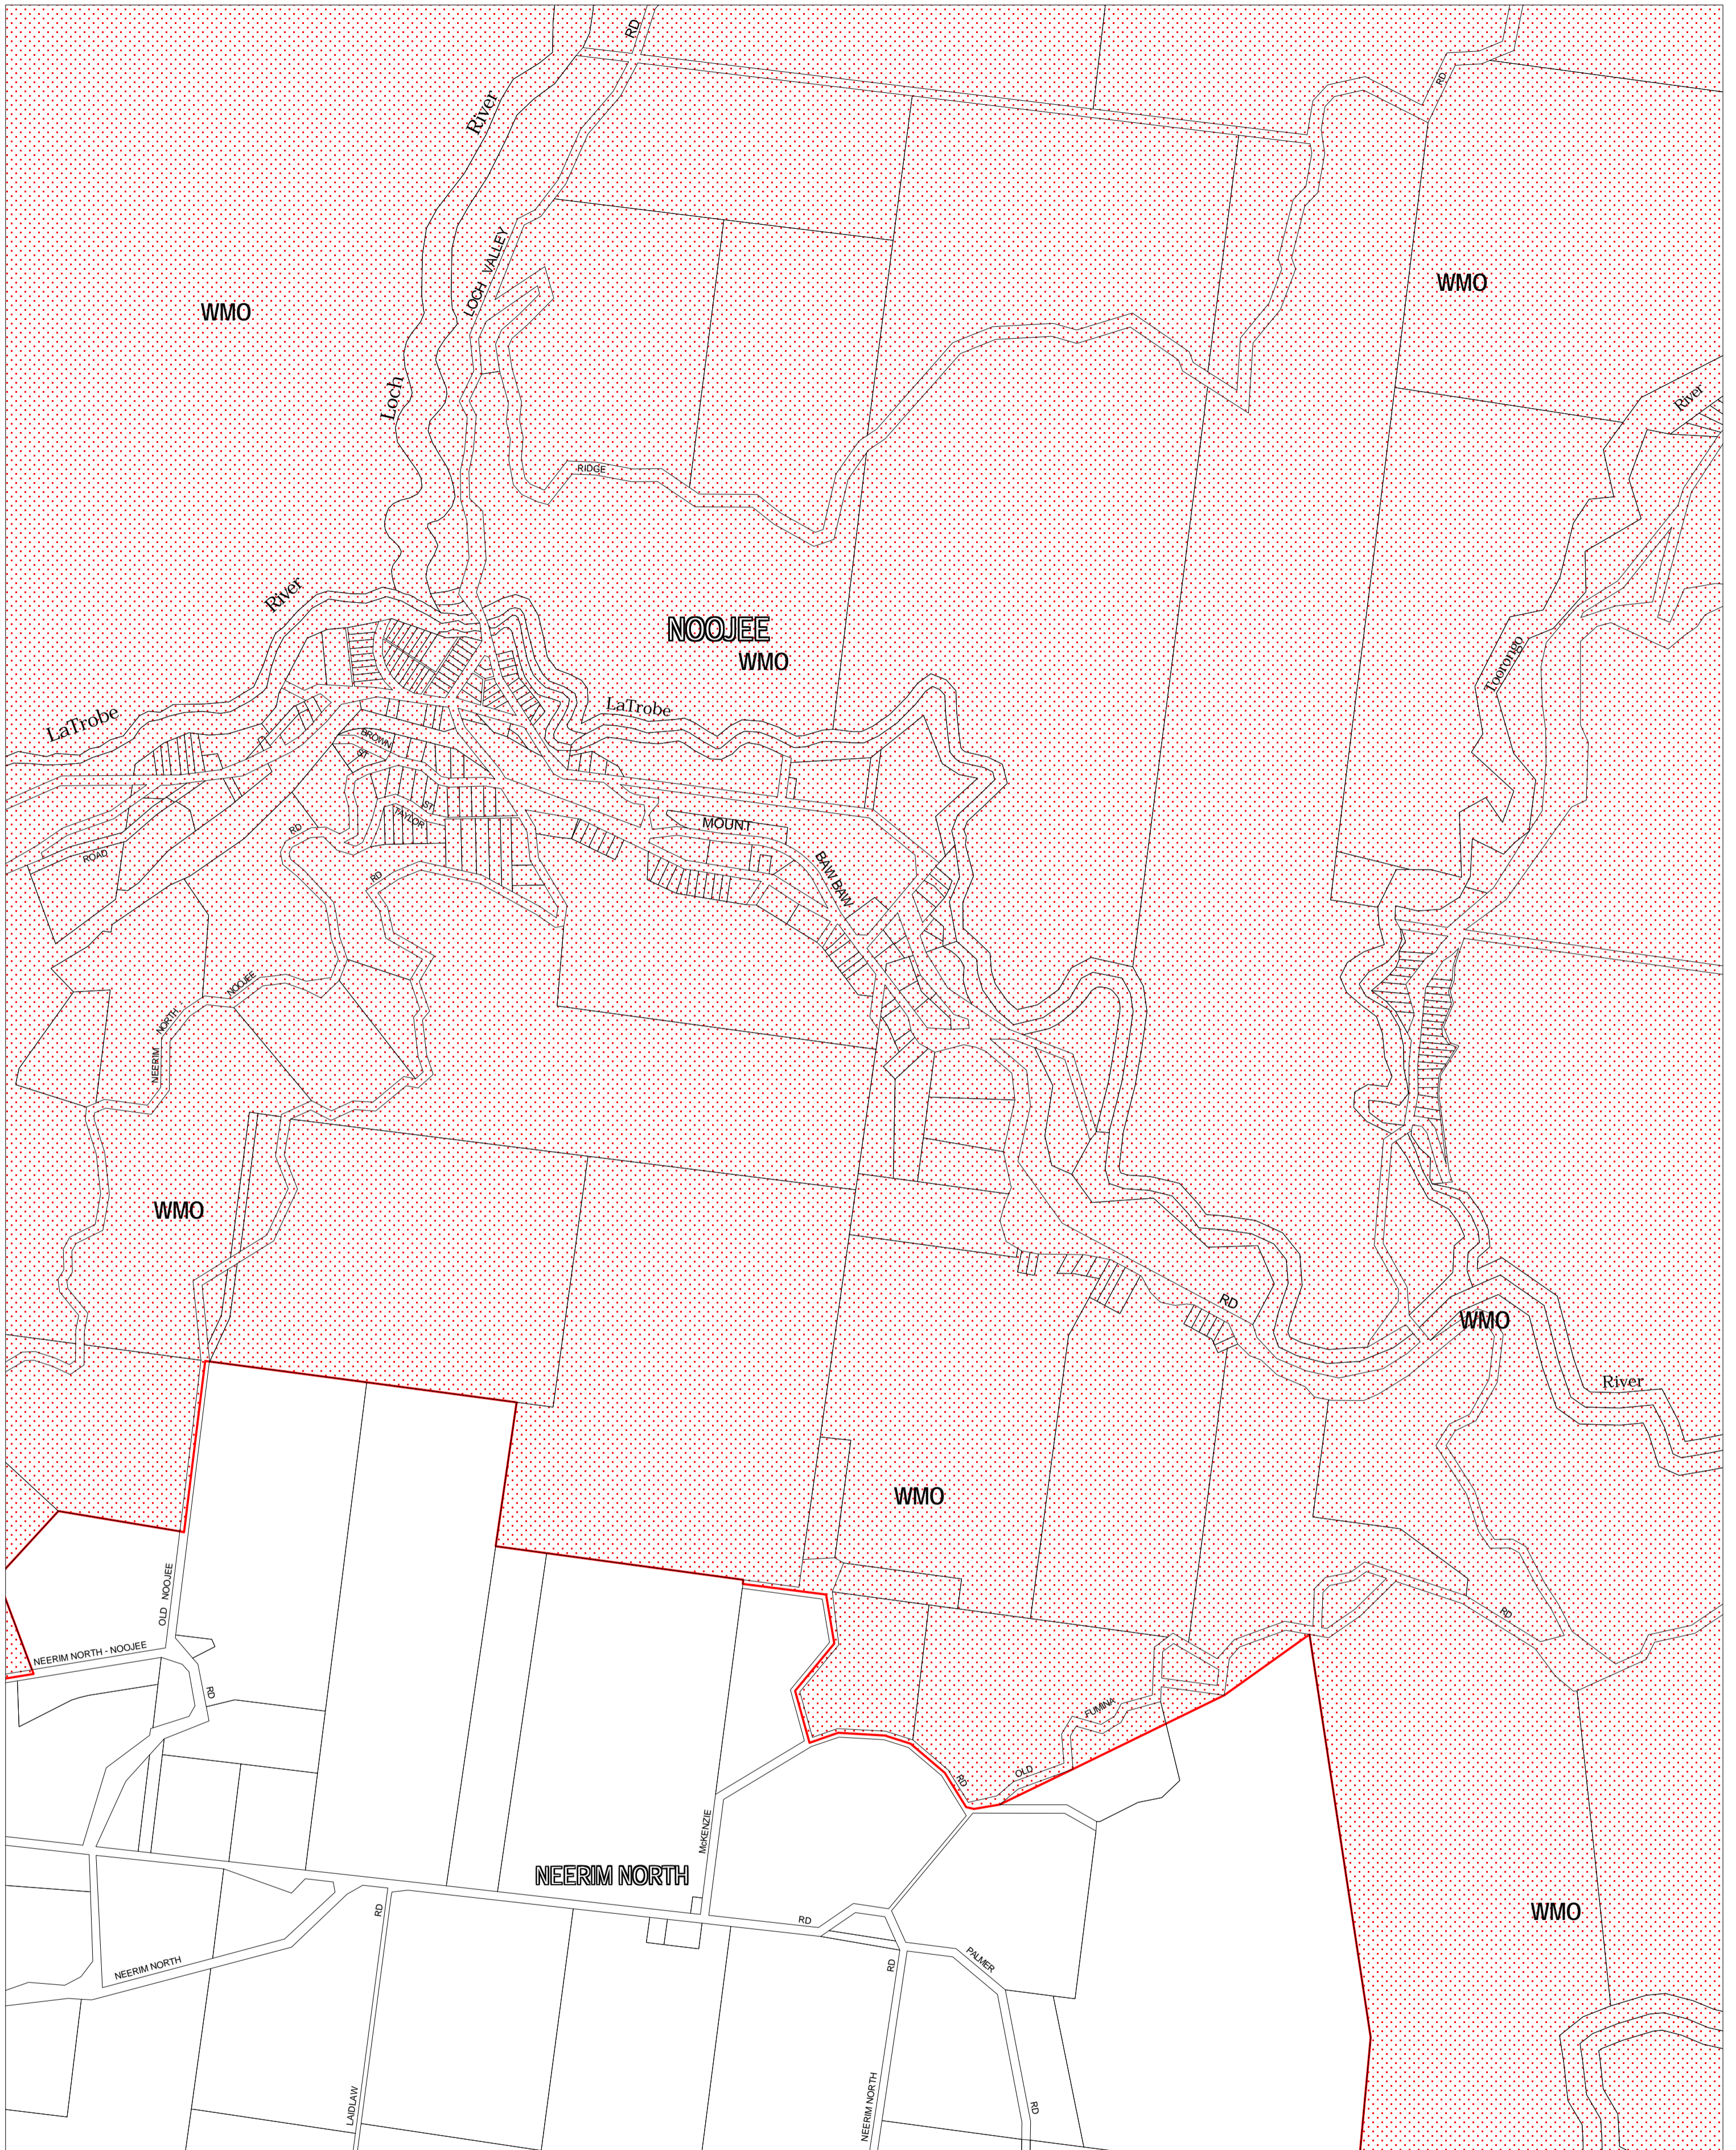 RD
RD
River
LOCH VALLEY
WMO
WMO
Loch
River
RIDGE
River
NOOJEE
WMO
Toorongo
LaTrobe
LaTrobe
BROWN
ST
TAYLOR
ST
MOUNT
RD
ROAD
RD
BAW BAW
NOOJEE
NORTH
NEERIM
WMO
RD
WMO
River
WMO
OLD NOOJEE
NEERIM NORTH - NOOJEE
RD
RD
FUMINA
OLD
RD
McKENZIE
NEERIM NORTH
WMO
RD
RD
PALMER
RD
NEERIM NORTH
LAIDLAW
NEERIM NORTH
RD